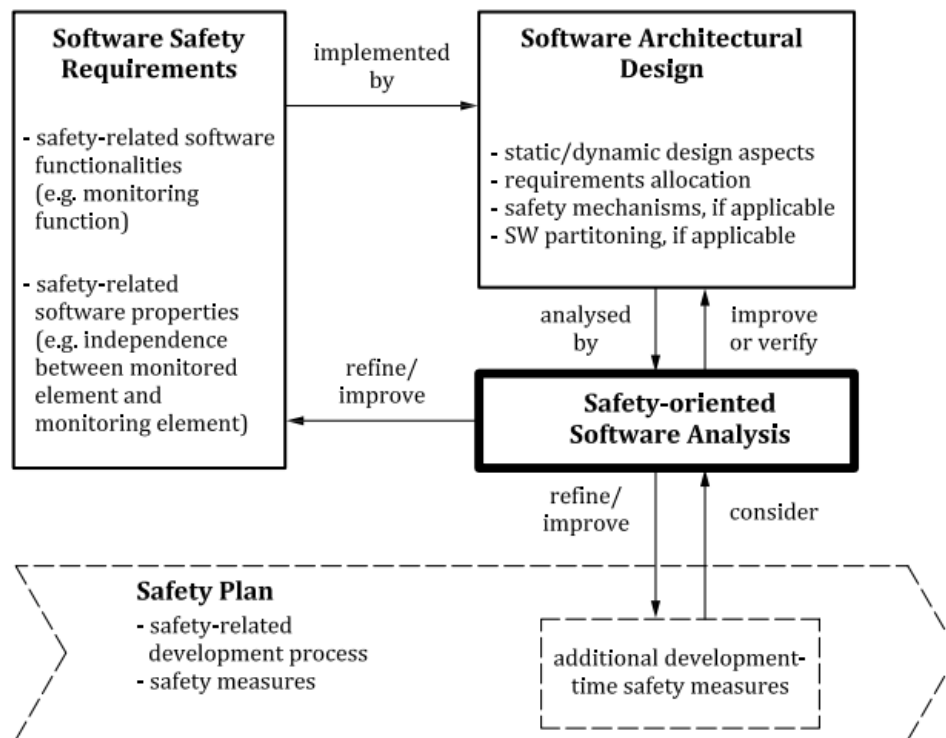 Software Safety
Requirements
- safety-related software
functionalities
(e.g. monitoring
function)
- safety-related
software properties
(e.g. independence
between monitored
element and
monitoring element)
implemented
by
Software Architectural
Design
- static/dynamic design aspects
- requirements allocation
- safety mechanisms, if applicable
- SW partitoning, if applicable
analysed
by
improve
or verify
refine/
improve
Safety-oriented
Software Analysis
refine/
improve
consider
Safety Plan
- safety-related
development process
- safety measures
additional development-
time safety measures